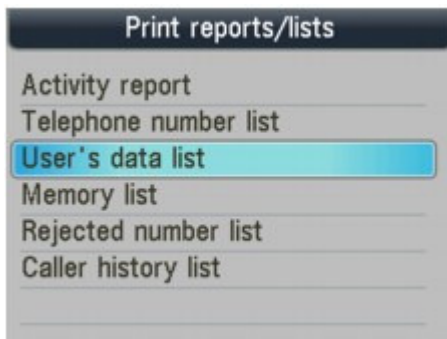 Print reports/lists
Activity report
Telephone number list
User's data list
Memory list
Rejected number list
Caller history list